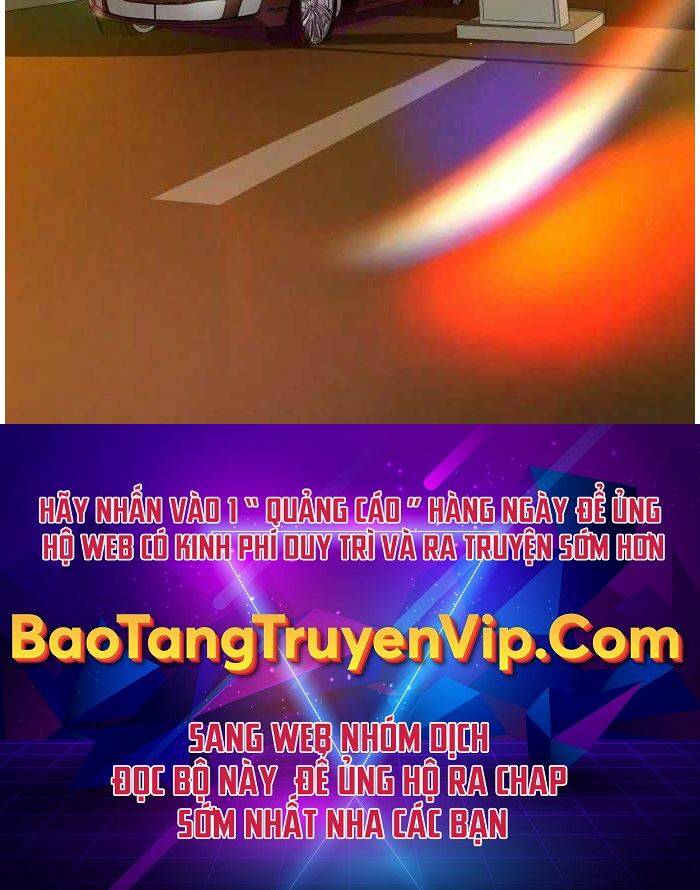 HÃY NHẤN VÀO 1 “ QUẢNG CÁO ” HÀNG NGÀY ĐỂ ỦNG
HỘ WEB CÓ KINH PHÍ DUY TRÌ VÀ RA TRUYỆN SỚM HƠN
BaoTangTruyenVip.Com
SANG WEB NHÓM DỊCH
ĐỌC BỘ NÀY ĐỂ ỦNG HỘ RA CHAP
SỚM NHẤT NHA CÁC BẠN